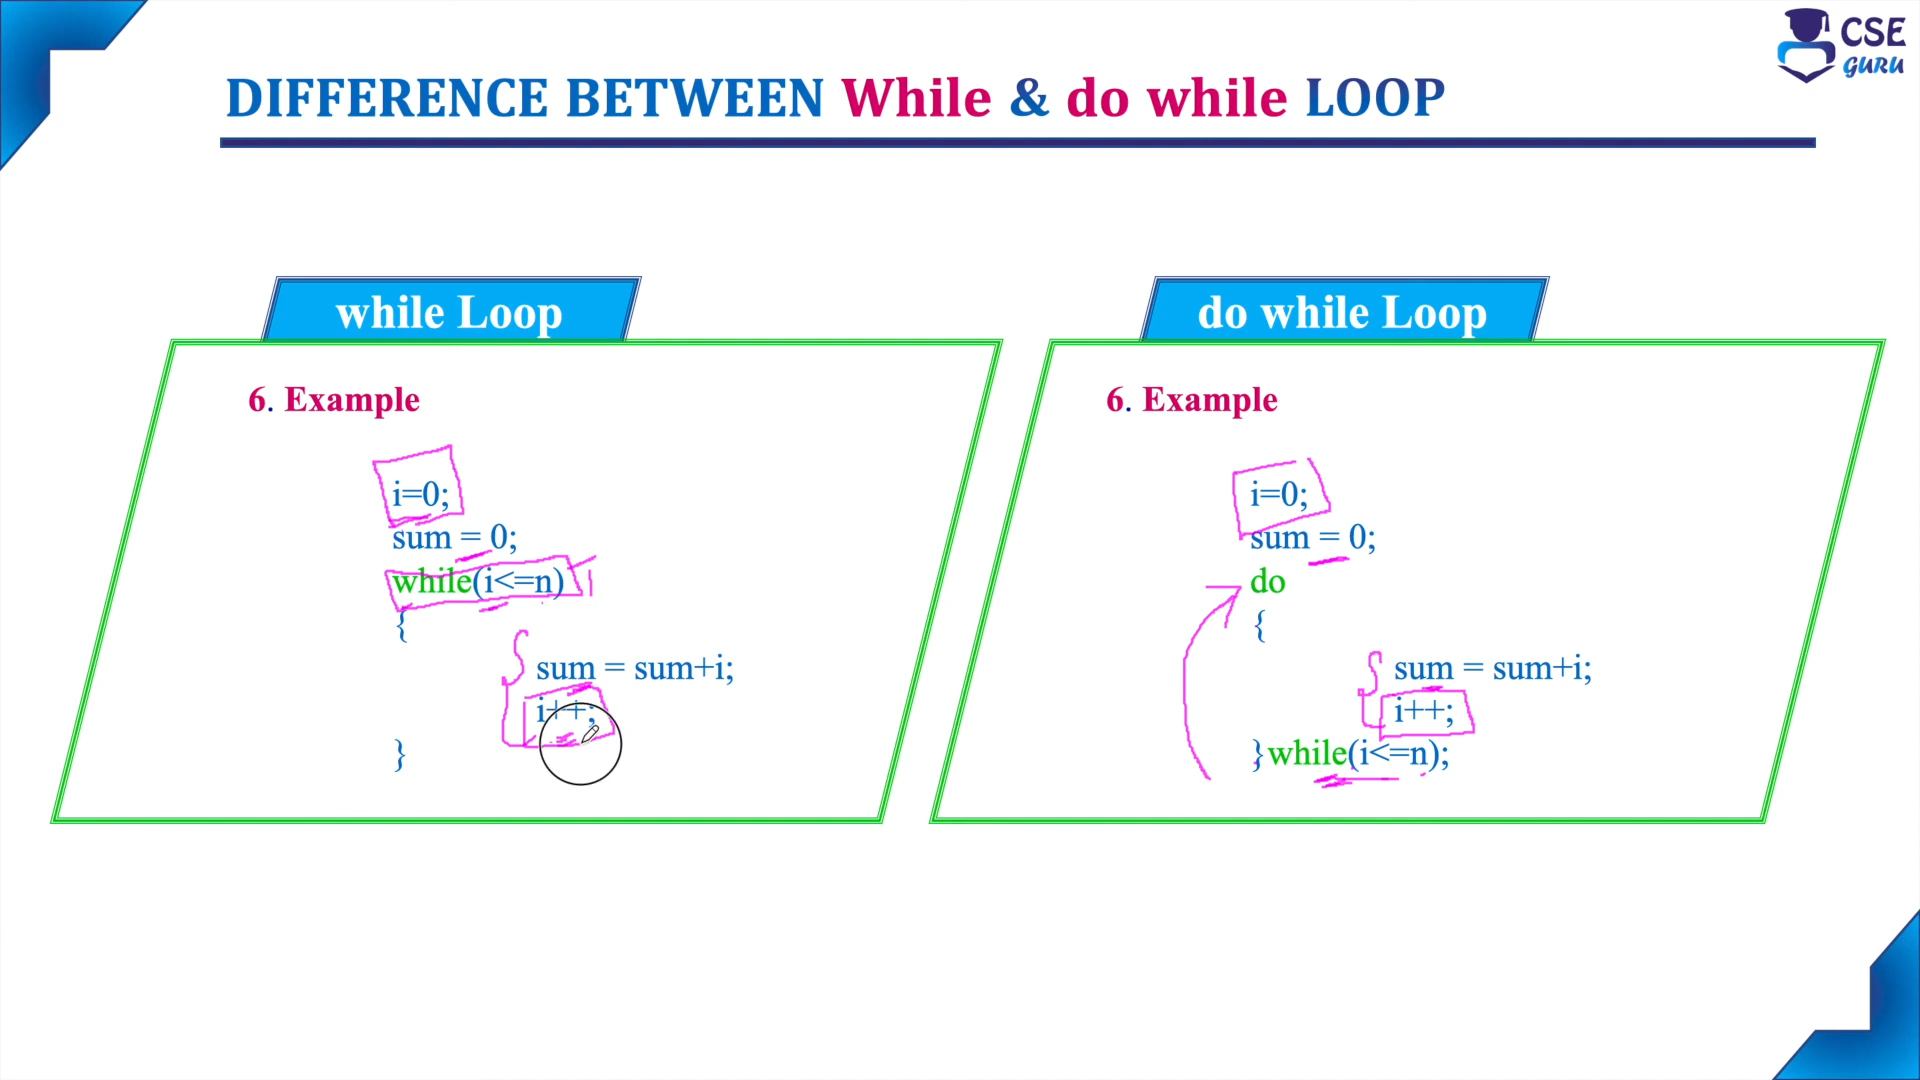 CSE
GURU
DIFFERENCE BETWEEN While & do while LOOP
while Loop
6. Example
i=0;
sum = 0;
while(i<=n)
{
sum = sum+i;
i++;
}
do while Loop
6. Example
i=0;
sum = 0;
do
{
sum = sum+i;
i++;
}while(i<=n);